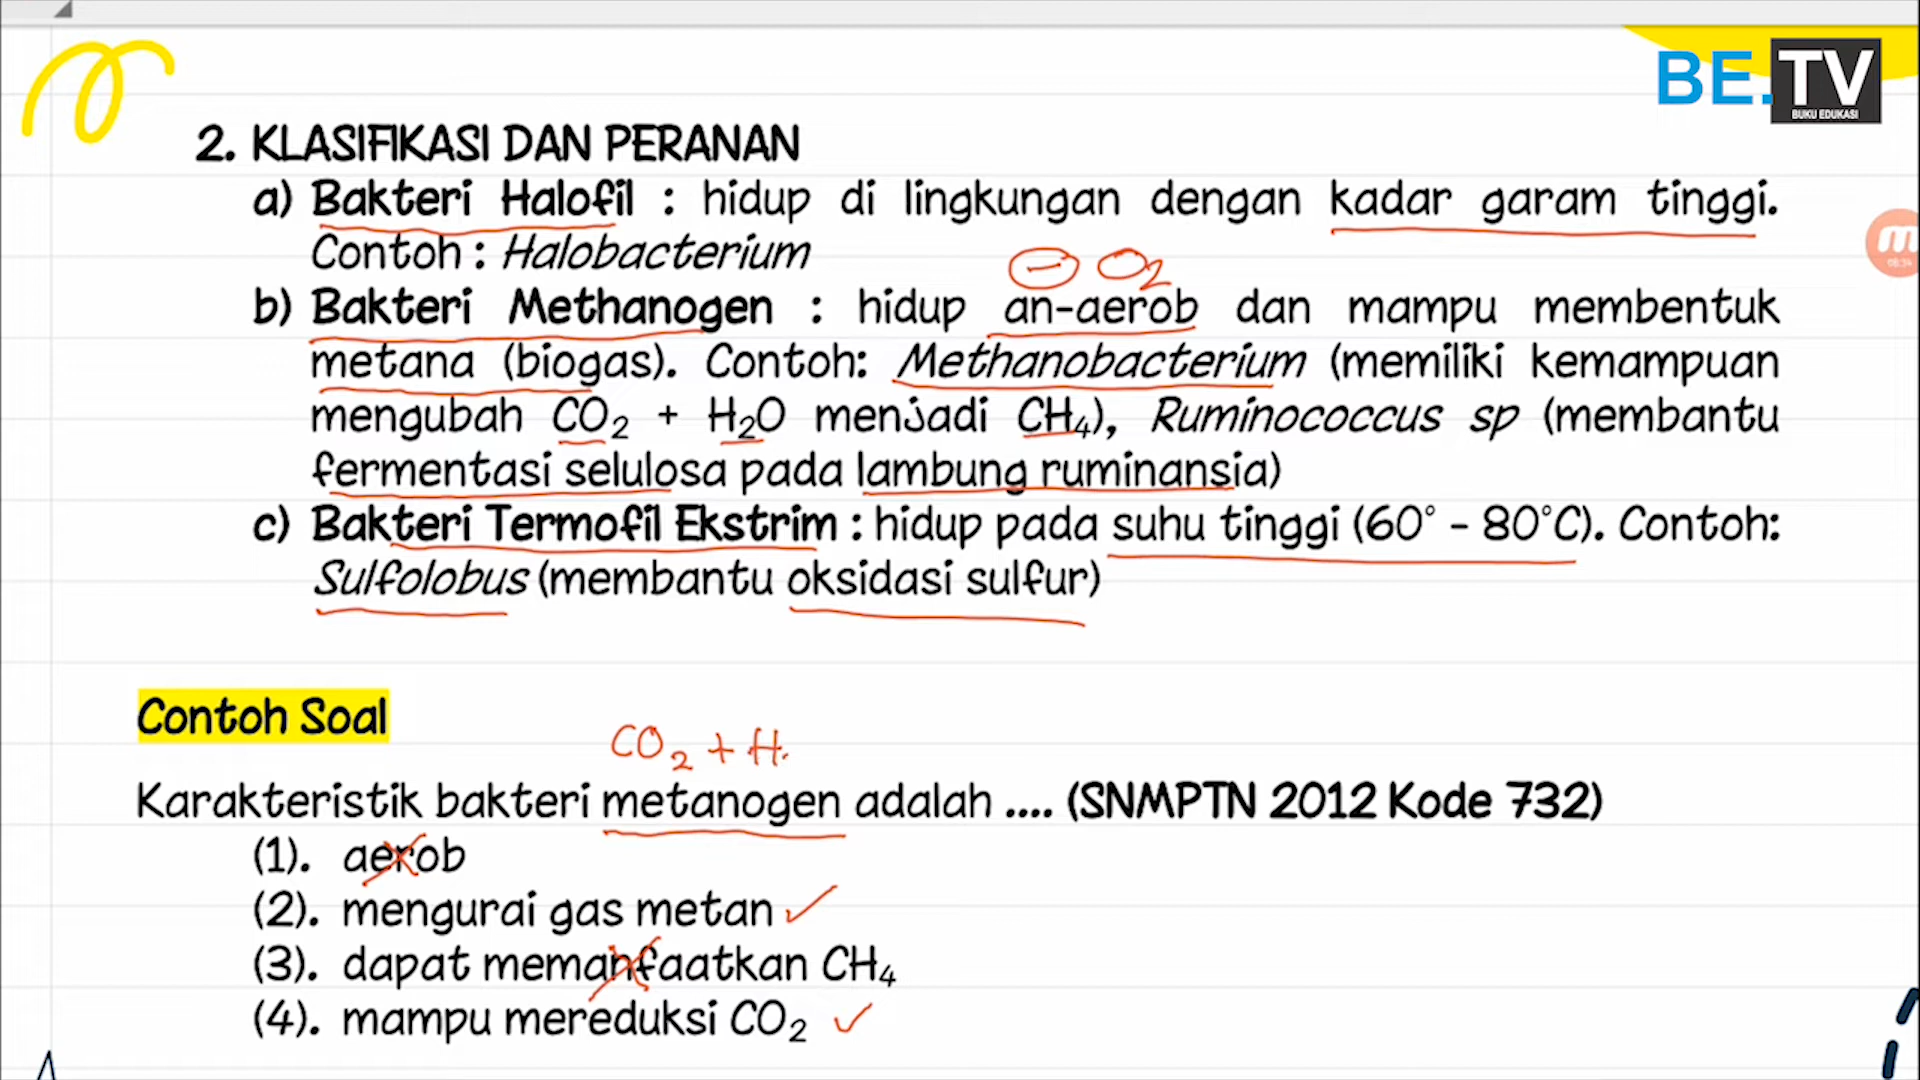 BE.TV
BUKU EDUKASI
2. KLASIFIKASI DAN PERANAN
a) Bakteri Halofil : hidup di lingkungan dengan kadar garam tinggi.
Contoh : Halobacterium
− O₂
b) Bakteri Methanogen : hidup an-aerob dan mampu membentuk
metana (biogas). Contoh: Methanobacterium (memiliki kemampuan
mengubah CO₂ + H₂O menjadi CH₄), Ruminococcus sp (membantu
fermentasi selulosa pada lambung ruminansia)
c) Bakteri Termofil Ekstrim : hidup pada suhu tinggi (60° - 80°C). Contoh:
Sulfolobus (membantu oksidasi sulfur)
08:34
Contoh Soal
CO₂ + H
Karakteristik bakteri metanogen adalah .... (SNMPTN 2012 Kode 732)
(1). aerob
(2). mengurai gas metan
(3). dapat memanfaatkan CH₄
(4). mampu mereduksi CO₂